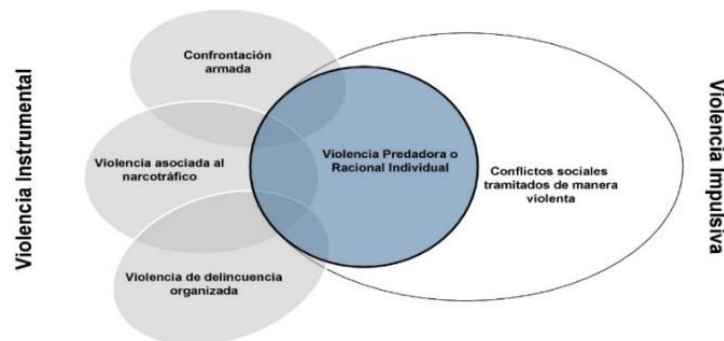 Violencia Instrumental
Confrontación
armada
Violencia asociada al
narcotráfico
Violencia de delincuencia
organizada
Violencia Predadora o
Racional Individual
Conflictos sociales
tramitados de manera
violenta
Violencia Impulsiva